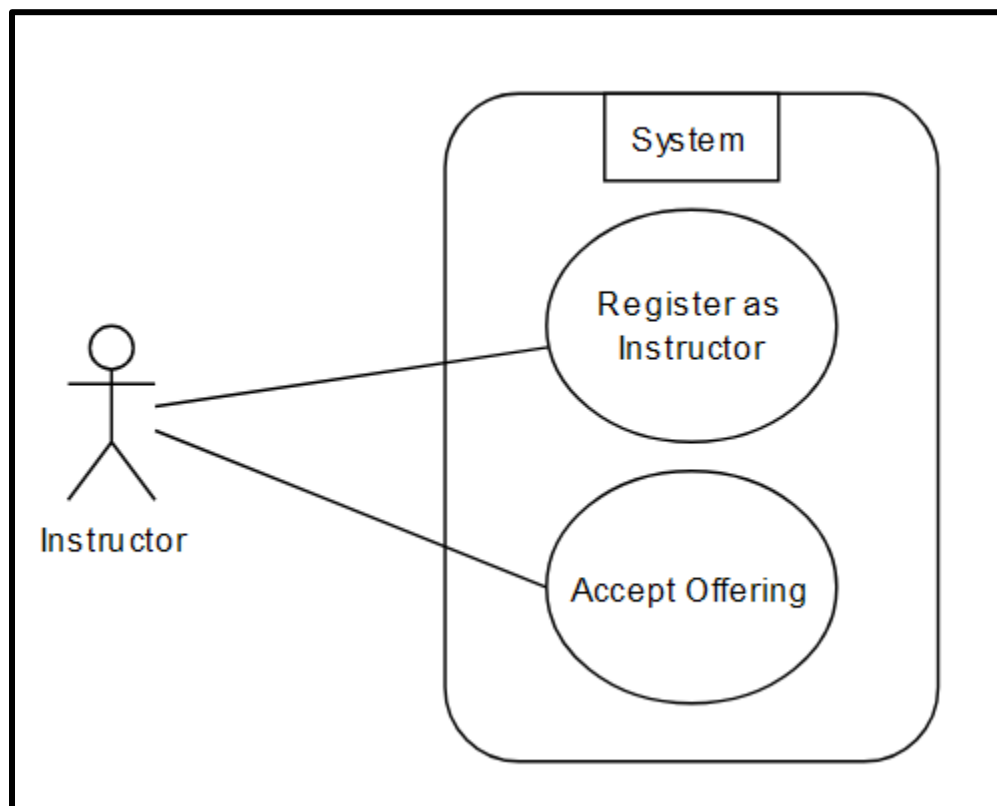 System
Register as
Instructor
Instructor
Accept Offering